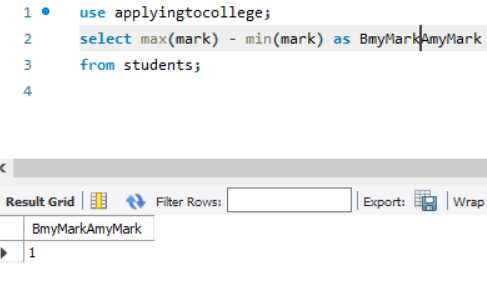 1 use applyingtocollege;
2 select max(mark) - min(mark) as BmyMarkAmyMark
3 from students;
4
Result Grid Filter Rows: Export: Wrap
BmyMarkAmyMark
1